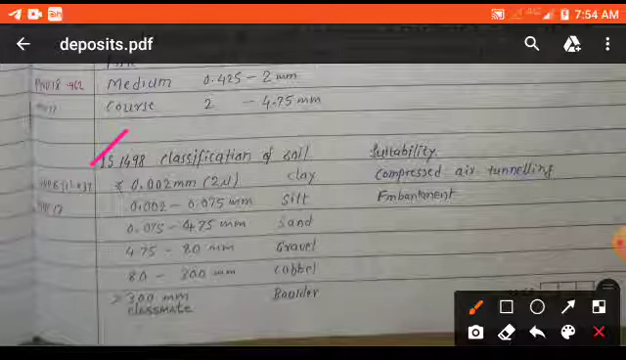 7:54 AM
deposits.pdf
Medium 0.425 - 2 mm
Course 2 - 4.75 mm
IS 1498 classification of soil Suitability
≤ 0.002 mm (2μ) clay Compressed air tunnelling
0.002 - 0.075 mm Silt Embantment
0.075 - 4.75 mm Sand
4.75 - 80 mm Gravel
80 - 300 mm Cobbel
≥ 300 mm Boulder
classmate